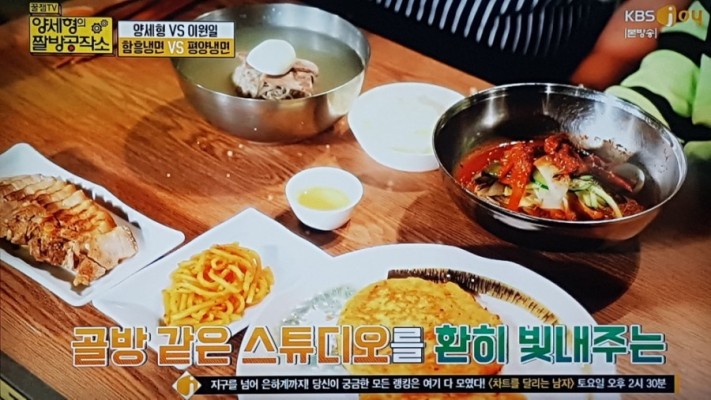 꿀잼TV
양세형의
짤방공작소
양세형 VS 이원일
함흥냉면 VS 평양냉면
KBS joy
[본방송]
골방 같은 스튜디오를 환히 빛내주는
지구를 넘어 은하계까지! 당신이 궁금한 모든 랭킹은 여기 다 모였다! <차트를 달리는 남자> 토요일 오후 2시 30분